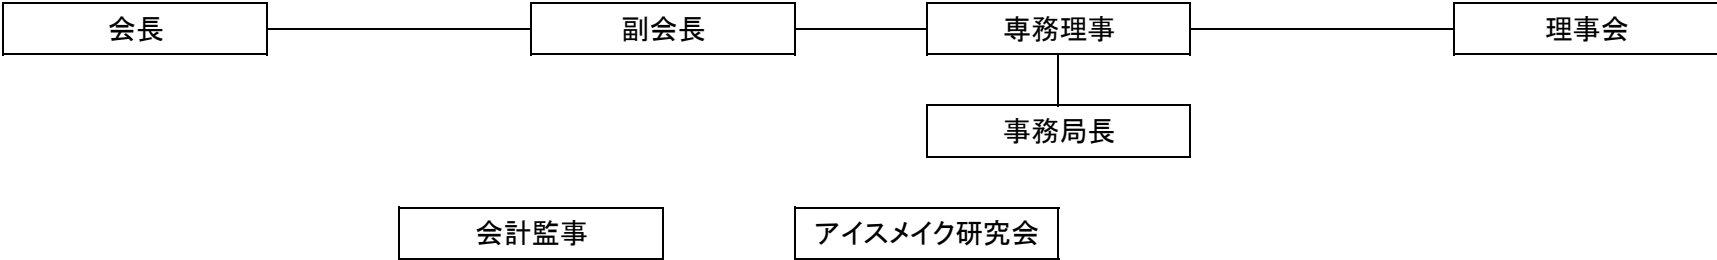 会長
副会長
専務理事
理事会
事務局長
会計監事
アイスメイク研究会